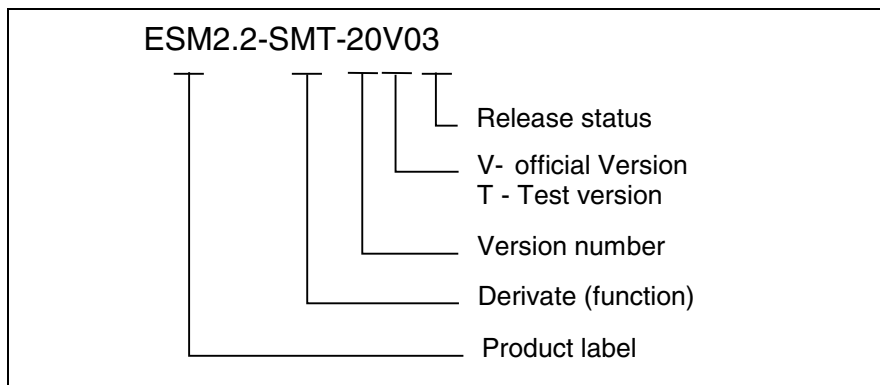 ESM2.2-SMT-20V03
Release status
V- official Version
T - Test version
Version number
Derivate (function)
Product label